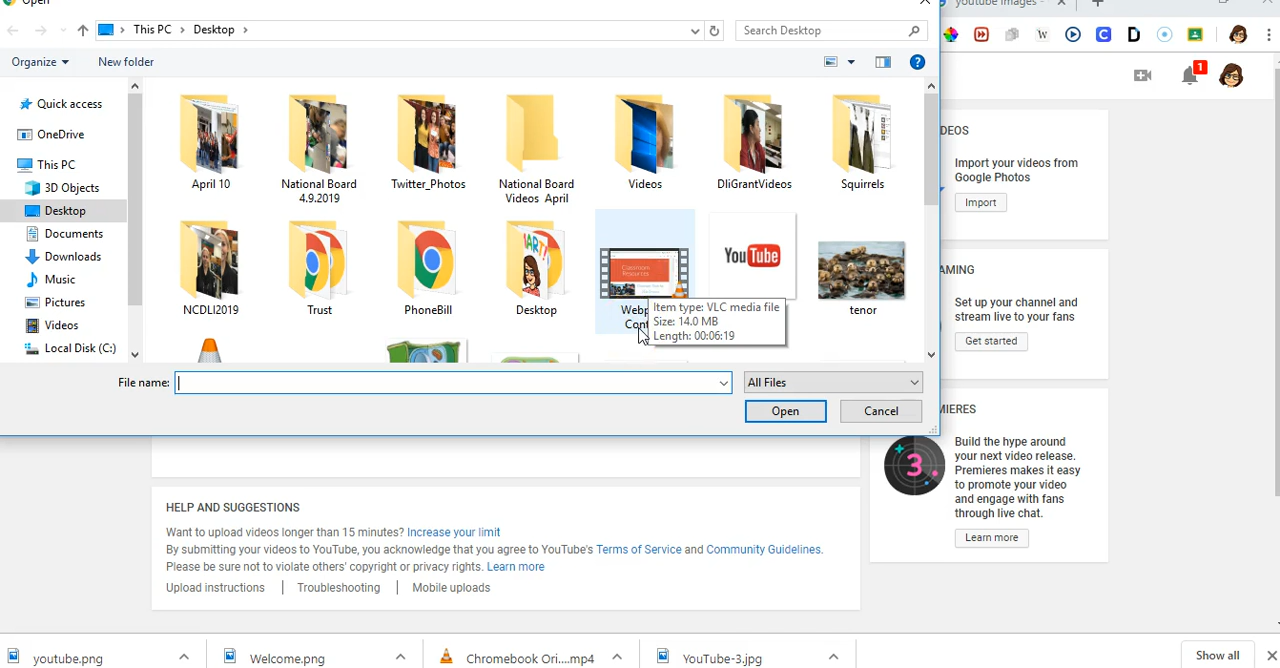 Open
youtube images -
This PC
Desktop
Search Desktop
Organize
New folder
1
Quick access
OneDrive
This PC
3D Objects
Desktop
Documents
Downloads
Music
Pictures
Videos
Local Disk (C:)
April 10
National Board
4.9.2019
Twitter_Photos
National Board
Videos April
Videos
DliGrantVideos
Squirrels
NCDLI2019
Trust
PhoneBill
Desktop
Classroom
Resources
Webp
Cont
YouTube
tenor
Item type: VLC media file
Size: 14.0 MB
Length: 00:06:19
File name:
All Files
Open
Cancel
DEOS
Import your videos from
Google Photos
Import
AMING
Set up your channel and
stream live to your fans
Get started
MIERES
3
Build the hype around
your next video release.
Premieres makes it easy
to promote your video
and engage with fans
through live chat.
Learn more
HELP AND SUGGESTIONS
Want to upload videos longer than 15 minutes? Increase your limit
By submitting your videos to YouTube, you acknowledge that you agree to YouTube's Terms of Service and Community Guidelines.
Please be sure not to violate others' copyright or privacy rights. Learn more
Upload instructions | Troubleshooting | Mobile uploads
youtube.png
Welcome.png
Chromebook Ori....mp4
YouTube-3.jpg
Show all